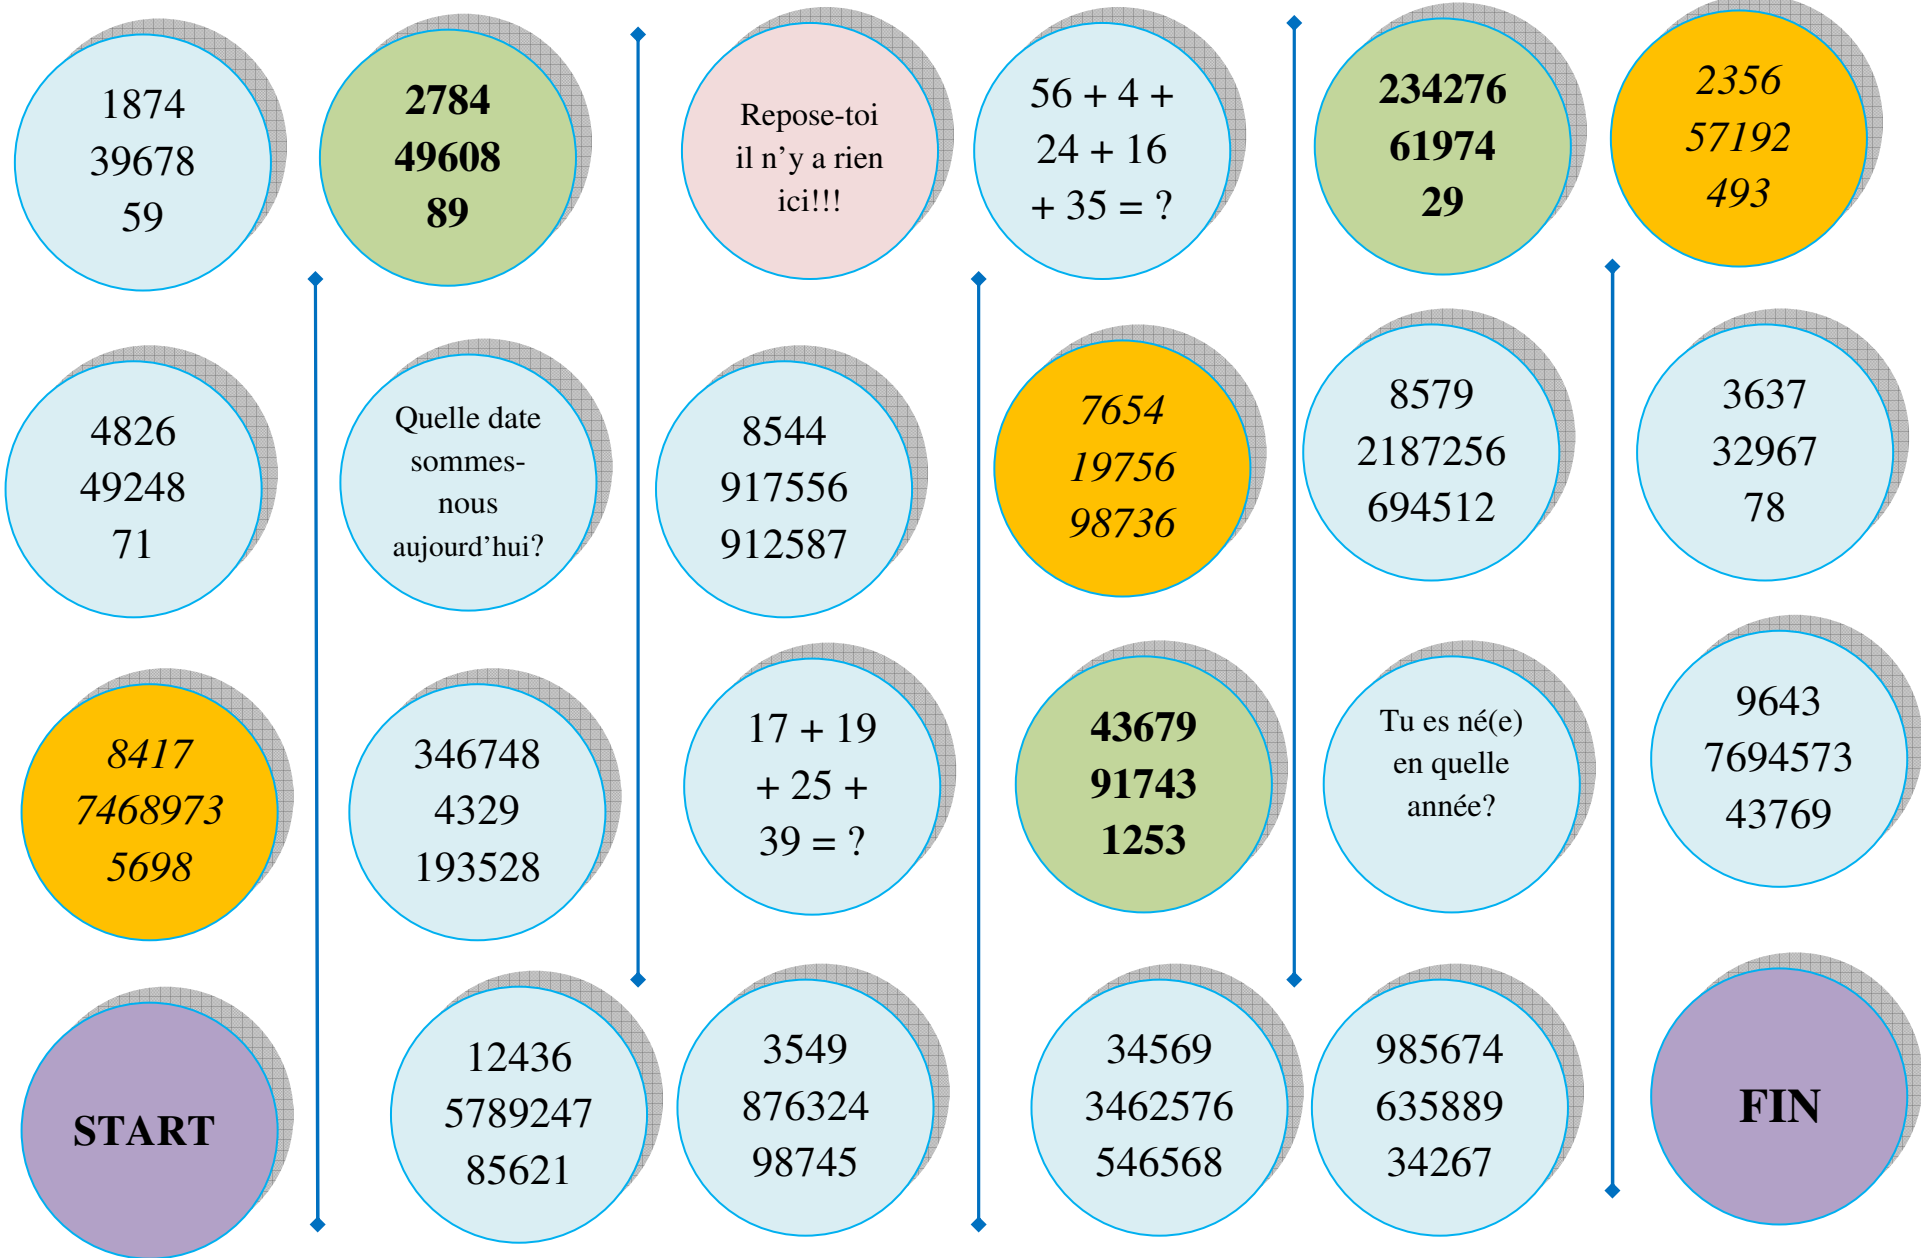 1874
39678
59
2784
49608
89
Repose-toi
il n'y a rien
ici!!!
56 + 4 +
24 + 16
+ 35 = ?
234276
61974
29
2356
57192
493
4826
49248
71
Quelle date
sommes-
nous
aujourd'hui?
8544
917556
912587
7654
19756
98736
8579
2187256
694512
3637
32967
78
8417
7468973
5698
346748
4329
193528
17 + 19
+ 25 +
39 = ?
43679
91743
1253
Tu es né(e)
en quelle
année?
9643
7694573
43769
START
12436
5789247
85621
3549
876324
98745
34569
3462576
546568
985674
635889
34267
FIN